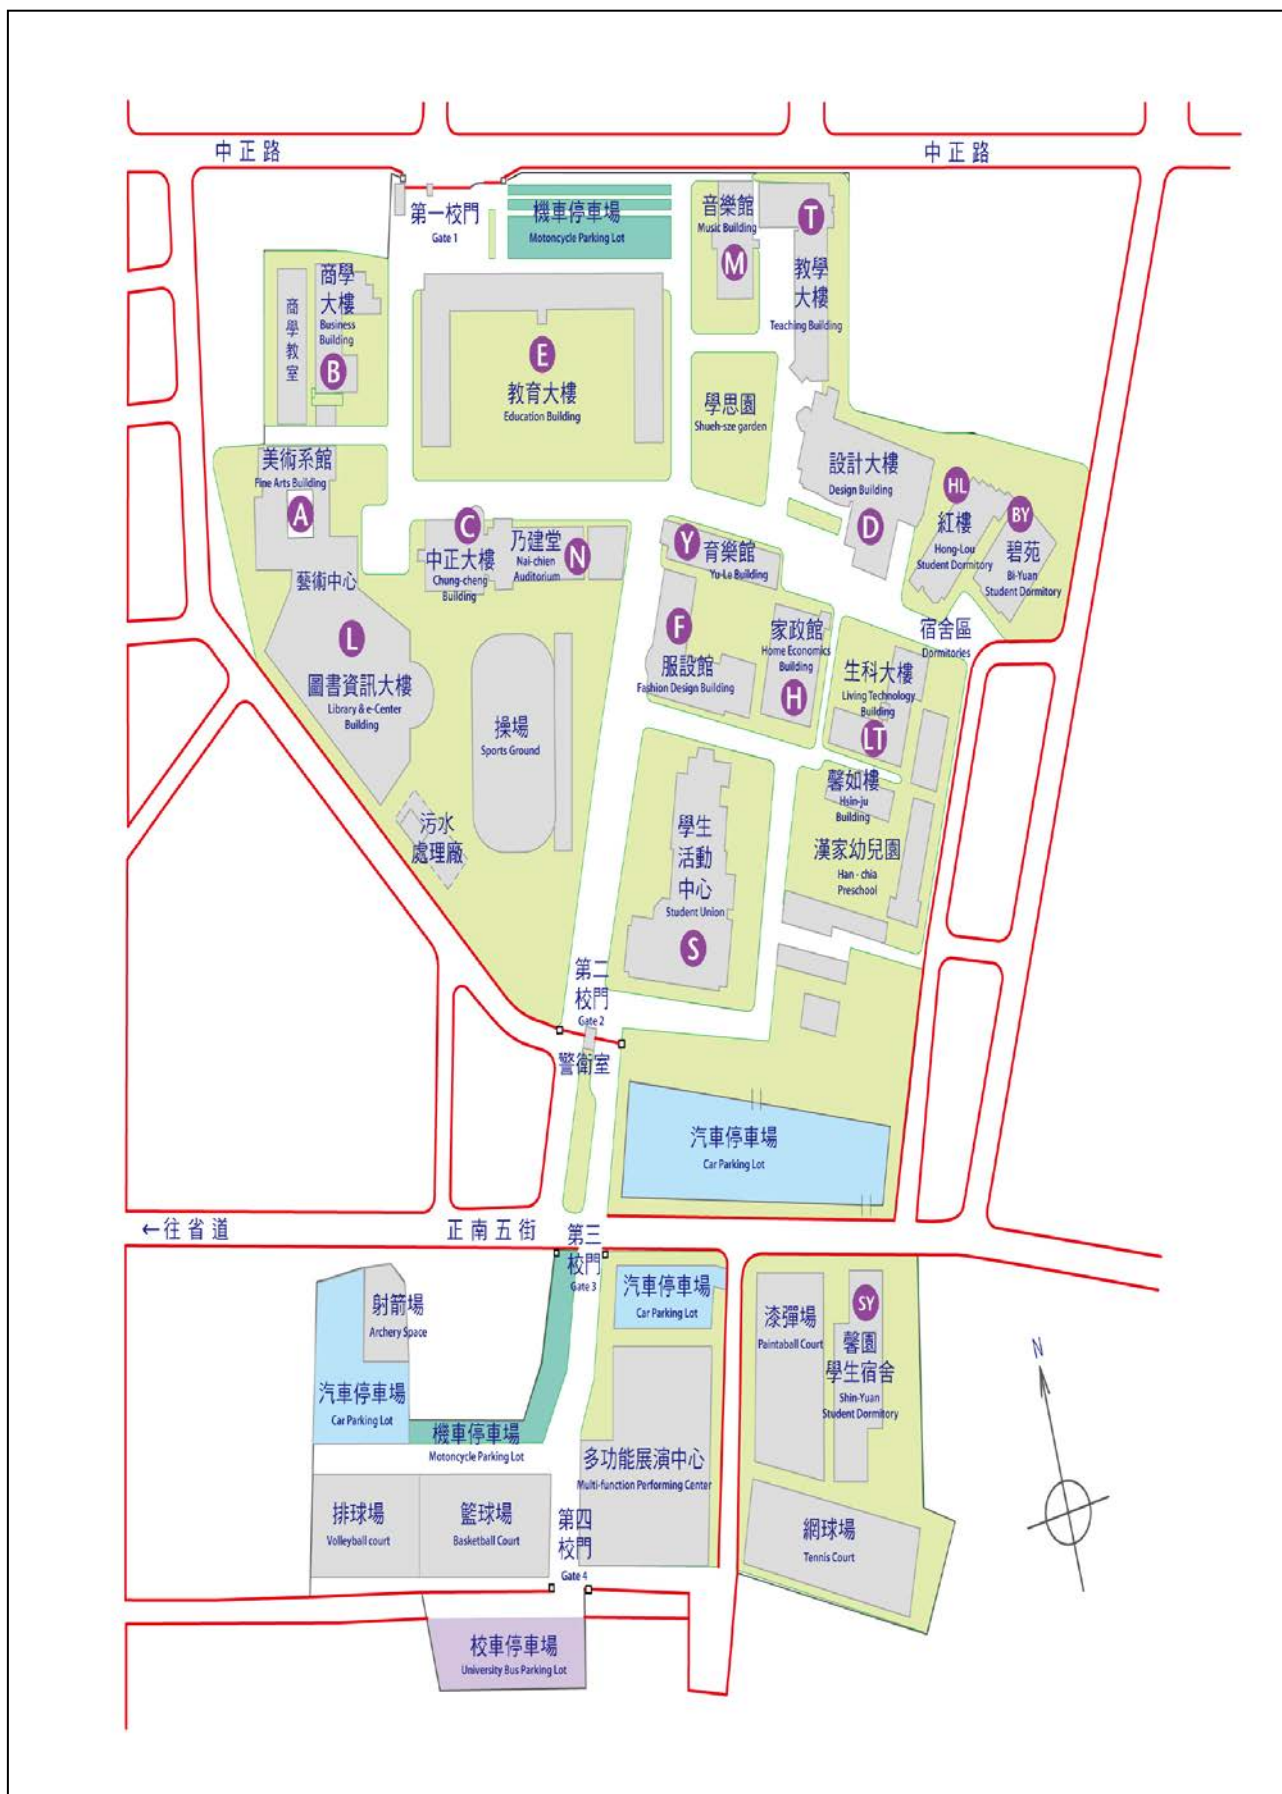 中正路
中正路
第一校門
Gate 1
機車停車場
Motoncycle Parking Lot
音樂館
Music Building
M
T
教學
大樓
Teaching Building
商學
大樓
Business
Building
B
商學教室
E
教育大樓
Education Building
學思園
Shueh-sze garden
美術系館
Fine Arts Building
A
設計大樓
Design Building
D
HL
紅樓
Hong-Lou
Student Dormitory
BY
碧苑
Bi-Yuan
Student Dormitory
C
中正大樓
Chung-cheng
Building
乃建堂
Nai-chien
Auditorium
N
Y
育樂館
Yu-Le Building
藝術中心
L
圖書資訊大樓
Library & e-Center
Building
F
服設館
Fashion Design Building
家政館
Home Economics
Building
H
宿舍區
Dormitories
生科大樓
Living Technology
Building
LT
操場
Sports Ground
馨如樓
Hsin-ju
Building
污水
處理廠
學生
活動
中心
Student Union
S
漢家幼兒園
Han - chia
Preschool
第二
校門
Gate 2
警衛室
汽車停車場
Car Parking Lot
←往省道
正南五街
第三
校門
Gate 3
汽車停車場
Car Parking Lot
射箭場
Archery Space
漆彈場
Paintaball Court
SY
馨園
學生宿舍
Shin-Yuan
Student Dormitory
N
汽車停車場
Car Parking Lot
機車停車場
Motoncycle Parking Lot
多功能展演中心
Multi-function Performing Center
排球場
Volleyball court
籃球場
Basketball Court
第四
校門
Gate 4
網球場
Tennis Court
校車停車場
University Bus Parking Lot